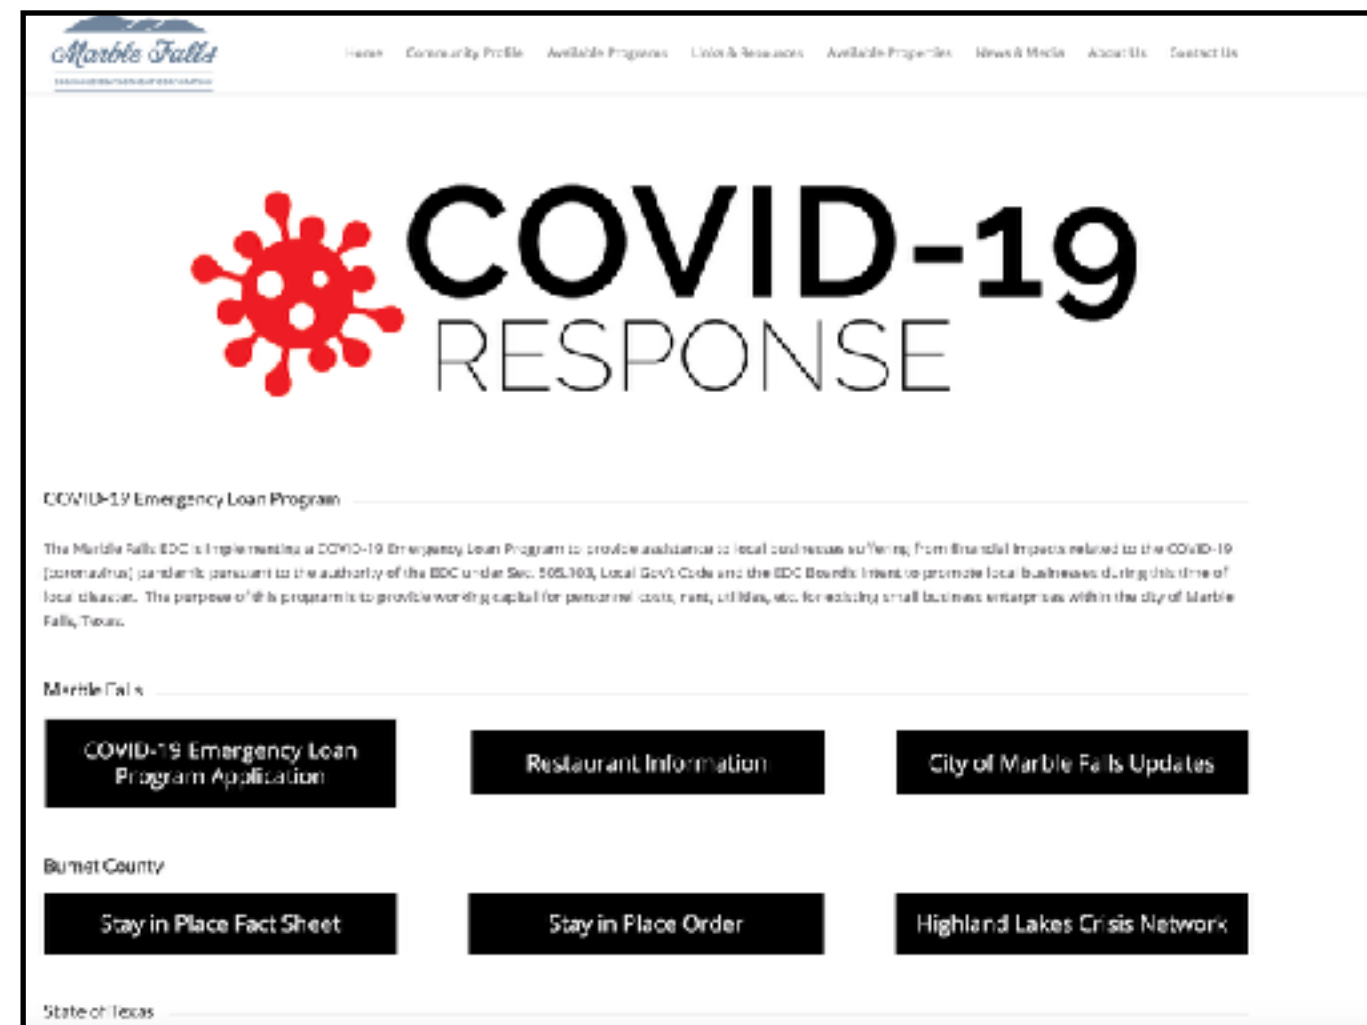 Marble Falls
Home Community Profile Available Programs Links & Resources Available Properties News & Media About Us Contact Us
COVID-19
RESPONSE
COVID-19 Emergency Loan Program
The Marble Falls EDC is implementing a COVID-19 Emergency Loan Program to provide assistance to local businesses suffering from financial impacts related to the COVID-19
(coronavirus) pandemic pursuant to the authority of the EDC under Sec. 505.103, Local Gov't Code and the EDC Board's intent to promote local businesses during this time of
local disaster. The purpose of this program is to provide working capital for personnel costs, rent, utilities, etc. for existing small business enterprises within the city of Marble
Falls, Texas.
Marble Falls
COVID-19 Emergency Loan
Program Application
Restaurant Information
City of Marble Falls Updates
Burnet County
Stay in Place Fact Sheet
Stay in Place Order
Highland Lakes Crisis Network
State of Texas